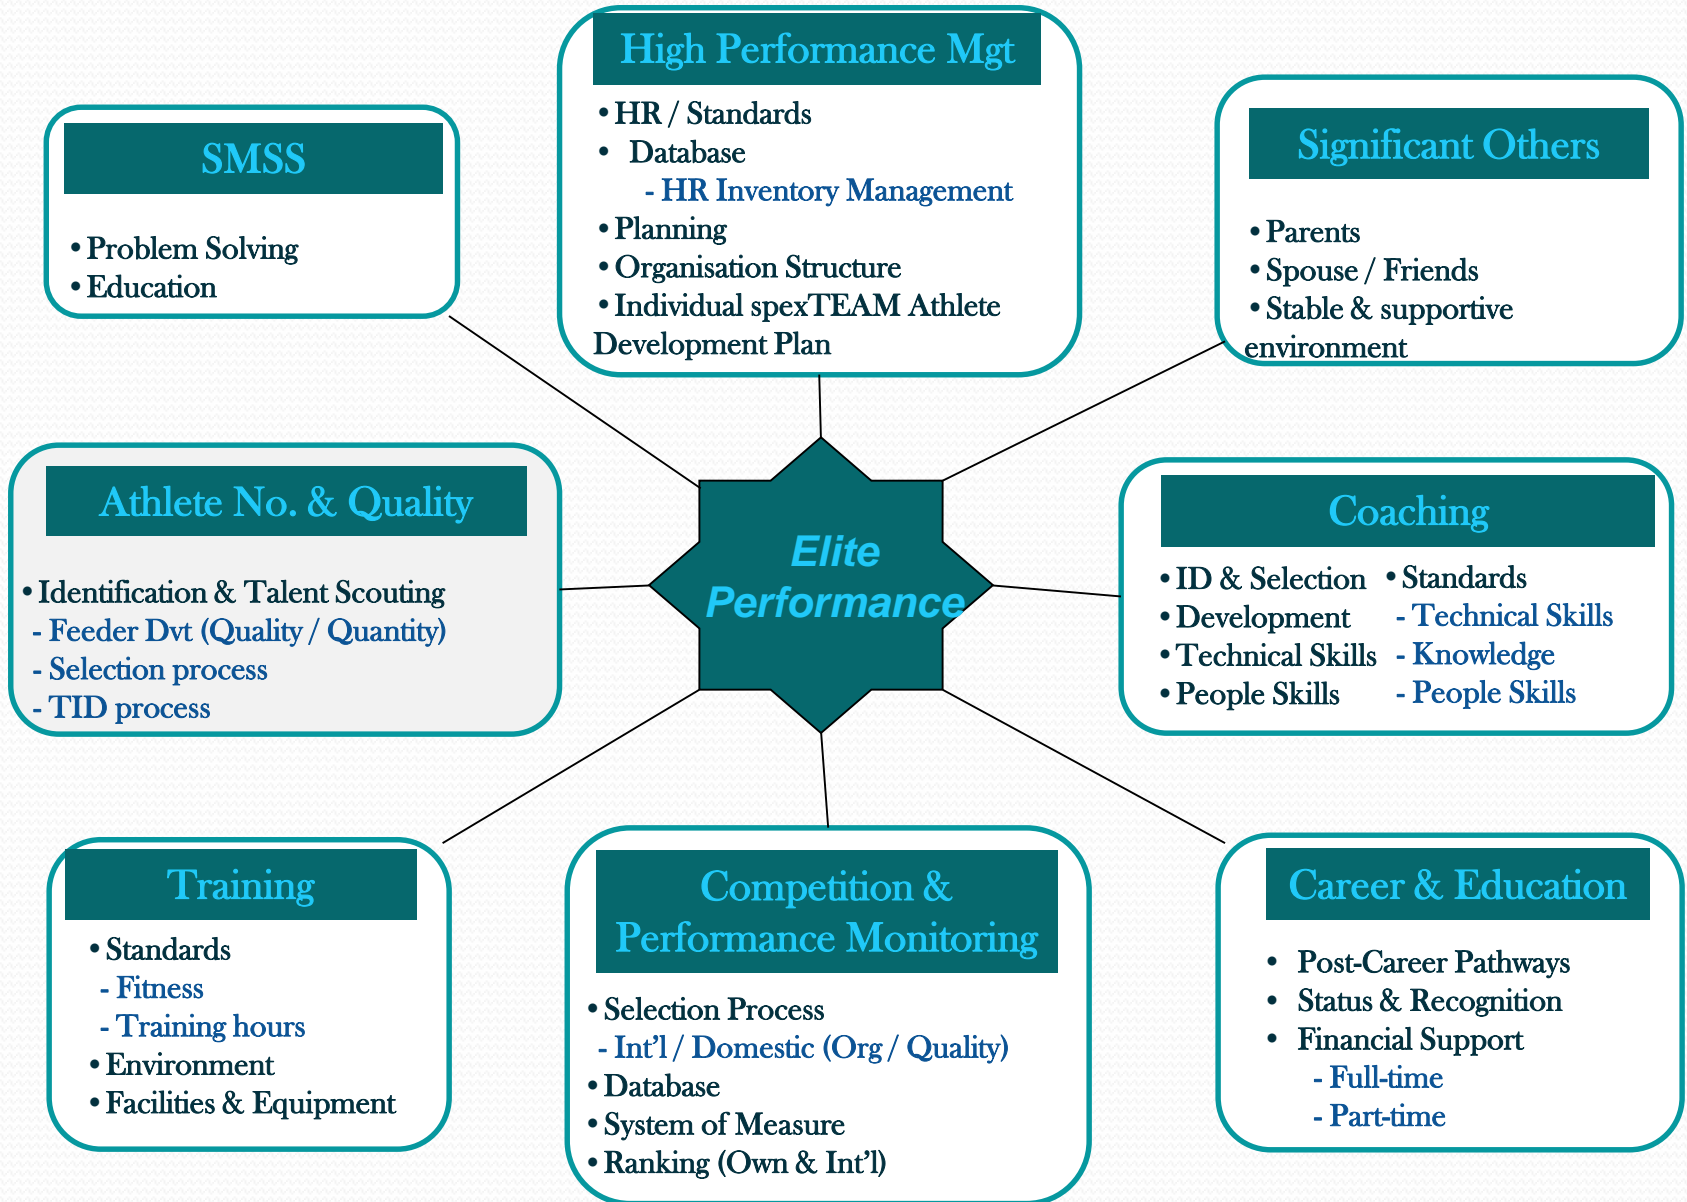 High Performance Mgt
• HR / Standards
• Database
- HR Inventory Management
• Planning
• Organisation Structure
• Individual spexTEAM Athlete
Development Plan
SMSS
• Problem Solving
• Education
Significant Others
• Parents
• Spouse / Friends
• Stable & supportive
environment
Athlete No. & Quality
• Identification & Talent Scouting
- Feeder Dvt (Quality / Quantity)
- Selection process
- TID process
Elite
Performance
Coaching
• ID & Selection
• Development
• Technical Skills
• People Skills
• Standards
- Technical Skills
- Knowledge
- People Skills
Training
• Standards
- Fitness
- Training hours
• Environment
• Facilities & Equipment
Competition &
Performance Monitoring
• Selection Process
- Int’l / Domestic (Org / Quality)
• Database
• System of Measure
• Ranking (Own & Int’l)
Career & Education
• Post-Career Pathways
• Status & Recognition
• Financial Support
- Full-time
- Part-time